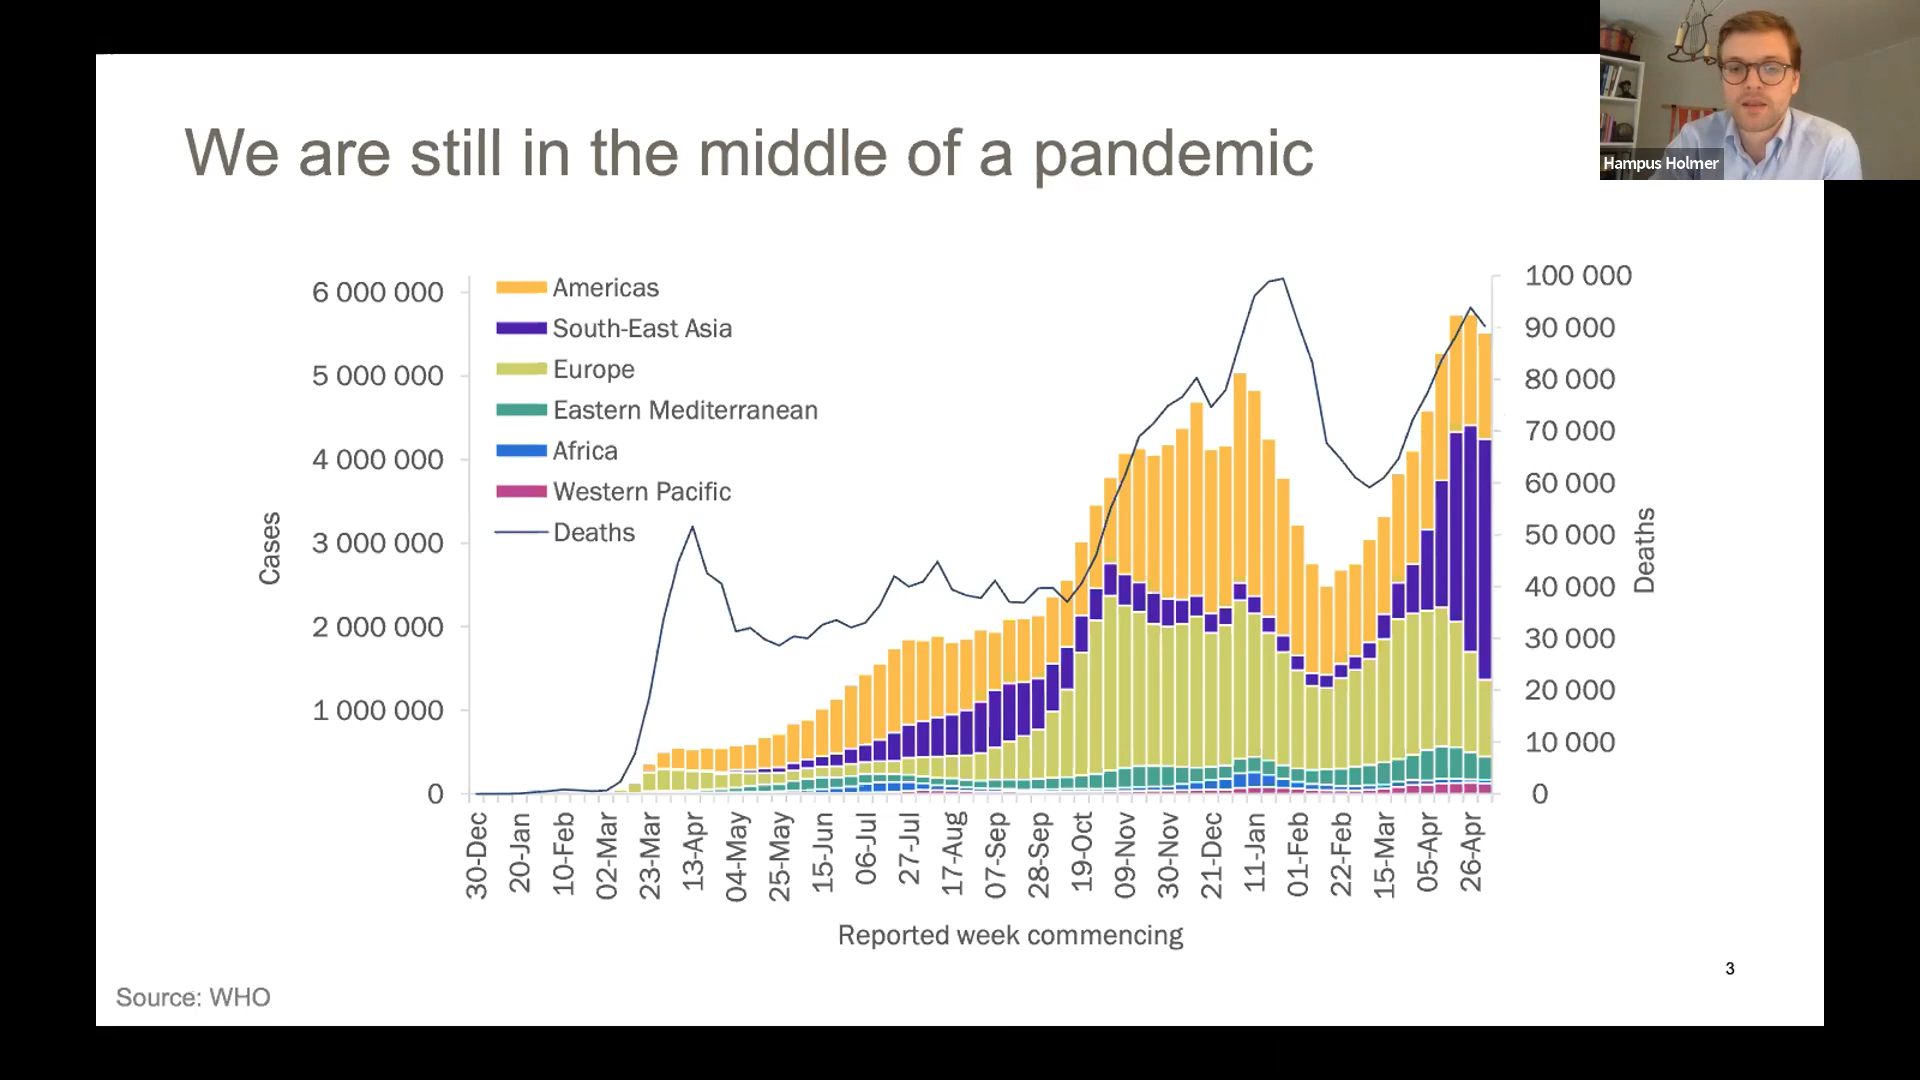 Hampus Holmer
We are still in the middle of a pandemic
6 000 000
5 000 000
4 000 000
3 000 000
2 000 000
1 000 000
0
Cases
Americas
South-East Asia
Europe
Eastern Mediterranean
Africa
Western Pacific
Deaths
100 000
90 000
80 000
70 000
60 000
50 000
40 000
30 000
20 000
10 000
0
Deaths
30-Dec
20-Jan
10-Feb
02-Mar
23-Mar
13-Apr
04-May
25-May
15-Jun
06-Jul
27-Jul
17-Aug
07-Sep
28-Sep
19-Oct
09-Nov
30-Nov
21-Dec
11-Jan
01-Feb
22-Feb
15-Mar
05-Apr
26-Apr
Reported week commencing
3
Source: WHO